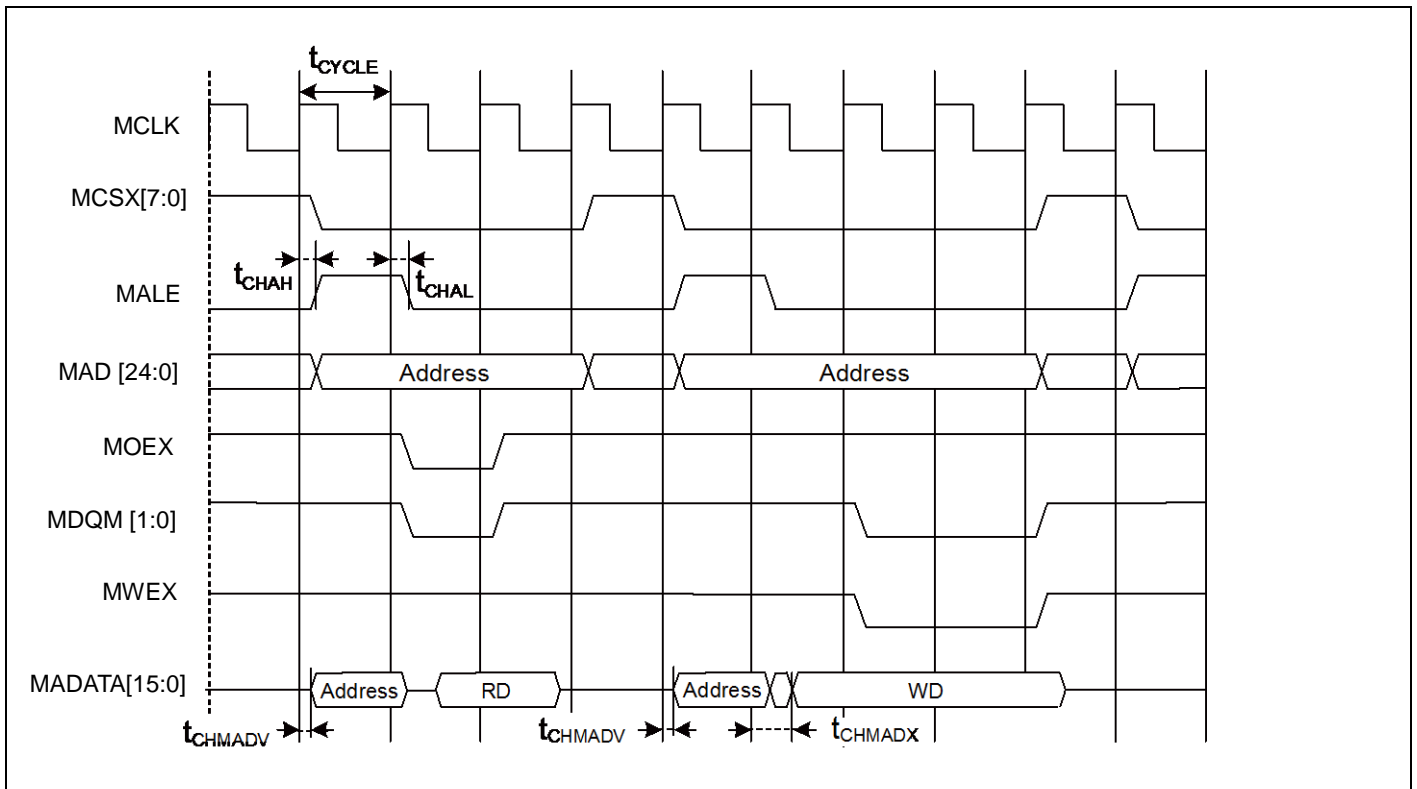 tCYCLE
MCLK
MCSX[7:0]
tCHAH
tCHAL
MALE
MAD [24:0]
Address
Address
MOEX
MDQM [1:0]
MWEX
MADATA[15:0]
Address
RD
Address
WD
tCHMADV
tCHMADV
tCHMADX